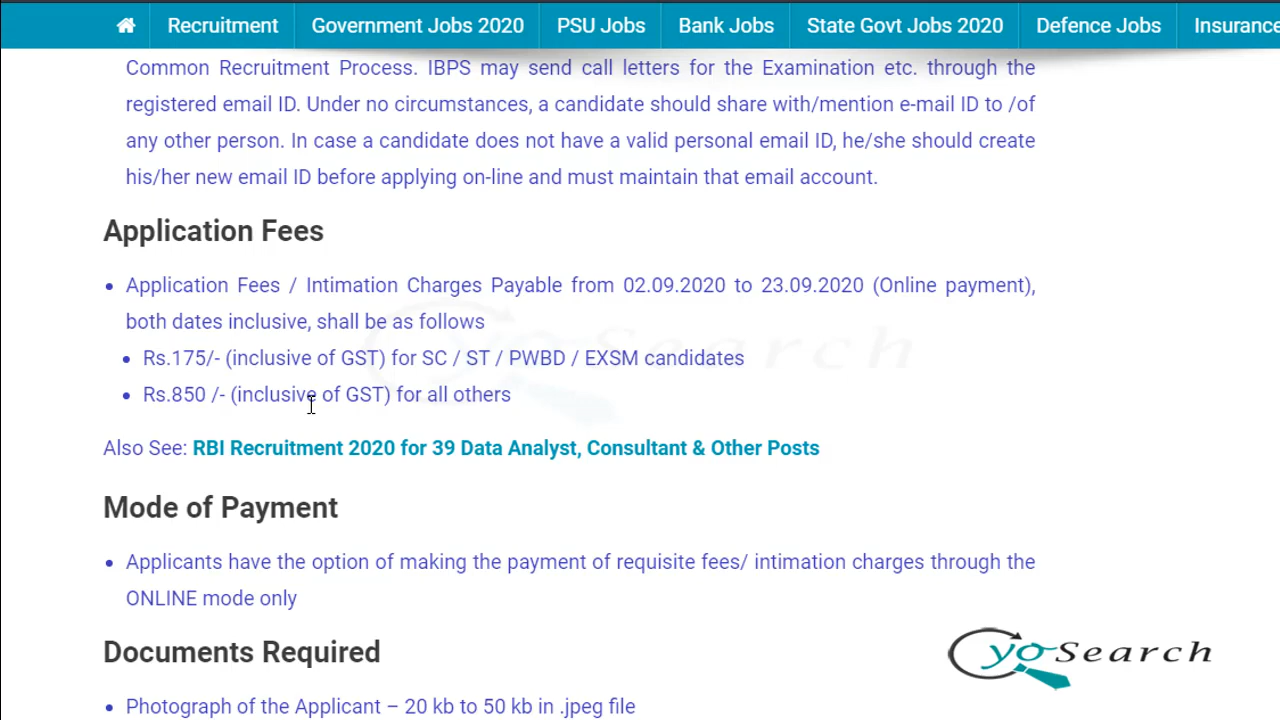 Recruitment Government Jobs 2020 PSU Jobs Bank Jobs State Govt Jobs 2020 Defence Jobs Insurance
Common Recruitment Process. IBPS may send call letters for the Examination etc. through the
registered email ID. Under no circumstances, a candidate should share with/mention e-mail ID to /of
any other person. In case a candidate does not have a valid personal email ID, he/she should create
his/her new email ID before applying on-line and must maintain that email account.
Application Fees
• Application Fees / Intimation Charges Payable from 02.09.2020 to 23.09.2020 (Online payment),
both dates inclusive, shall be as follows
• Rs.175/- (inclusive of GST) for SC / ST / PWBD / EXSM candidates
• Rs.850 /- (inclusive of GST) for all others
yoSearch
Also See: RBI Recruitment 2020 for 39 Data Analyst, Consultant & Other Posts
Mode of Payment
• Applicants have the option of making the payment of requisite fees/ intimation charges through the
ONLINE mode only
Documents Required
yoSearch
• Photograph of the Applicant – 20 kb to 50 kb in .jpeg file